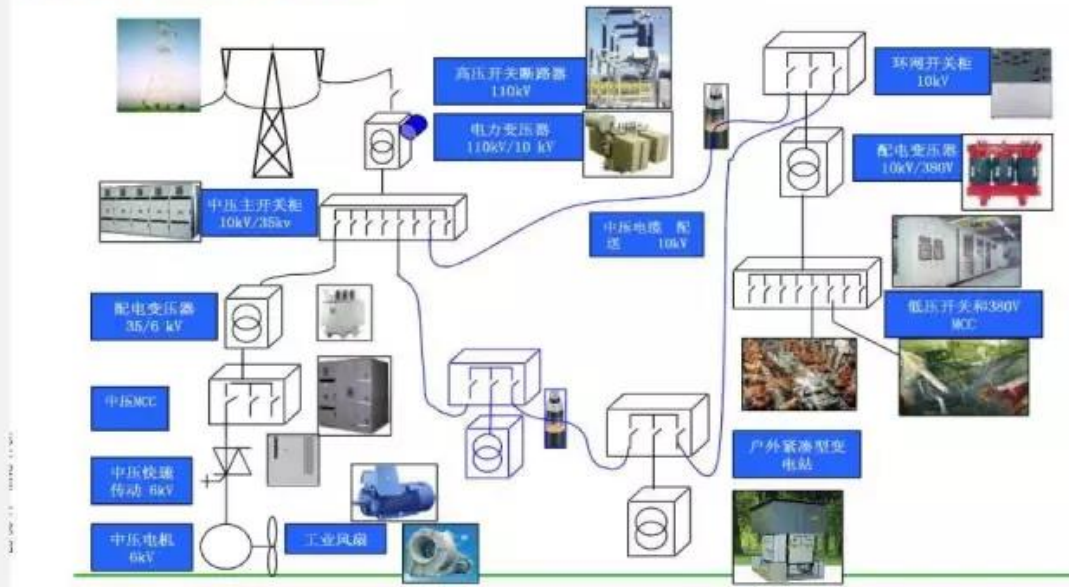 高压开关断路器
110kV
环网开关柜
10kV
电力变压器
110kV/10 kV
配电变压器
10kV/380V
中压主开关柜
10kV/35kv
中压电缆 配
送 10kV
配电变压器
35/6 kV
低压开关和380V
MCC
中压MCC
户外紧凑型变
电站
中压快速
传动 6kV
中压电机
6kV
工业风扇